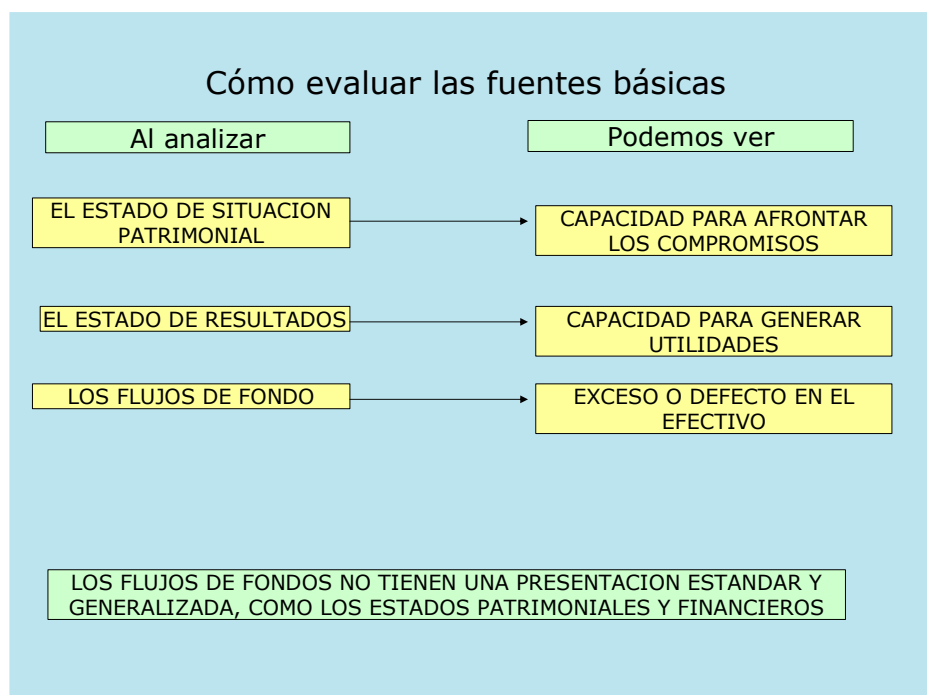 Cómo evaluar las fuentes básicas
Al analizar
Podemos ver
EL ESTADO DE SITUACION
PATRIMONIAL
CAPACIDAD PARA AFRONTAR
LOS COMPROMISOS
EL ESTADO DE RESULTADOS
CAPACIDAD PARA GENERAR
UTILIDADES
LOS FLUJOS DE FONDO
EXCESO O DEFECTO EN EL
EFECTIVO
LOS FLUJOS DE FONDOS NO TIENEN UNA PRESENTACION ESTANDAR Y
GENERALIZADA, COMO LOS ESTADOS PATRIMONIALES Y FINANCIEROS